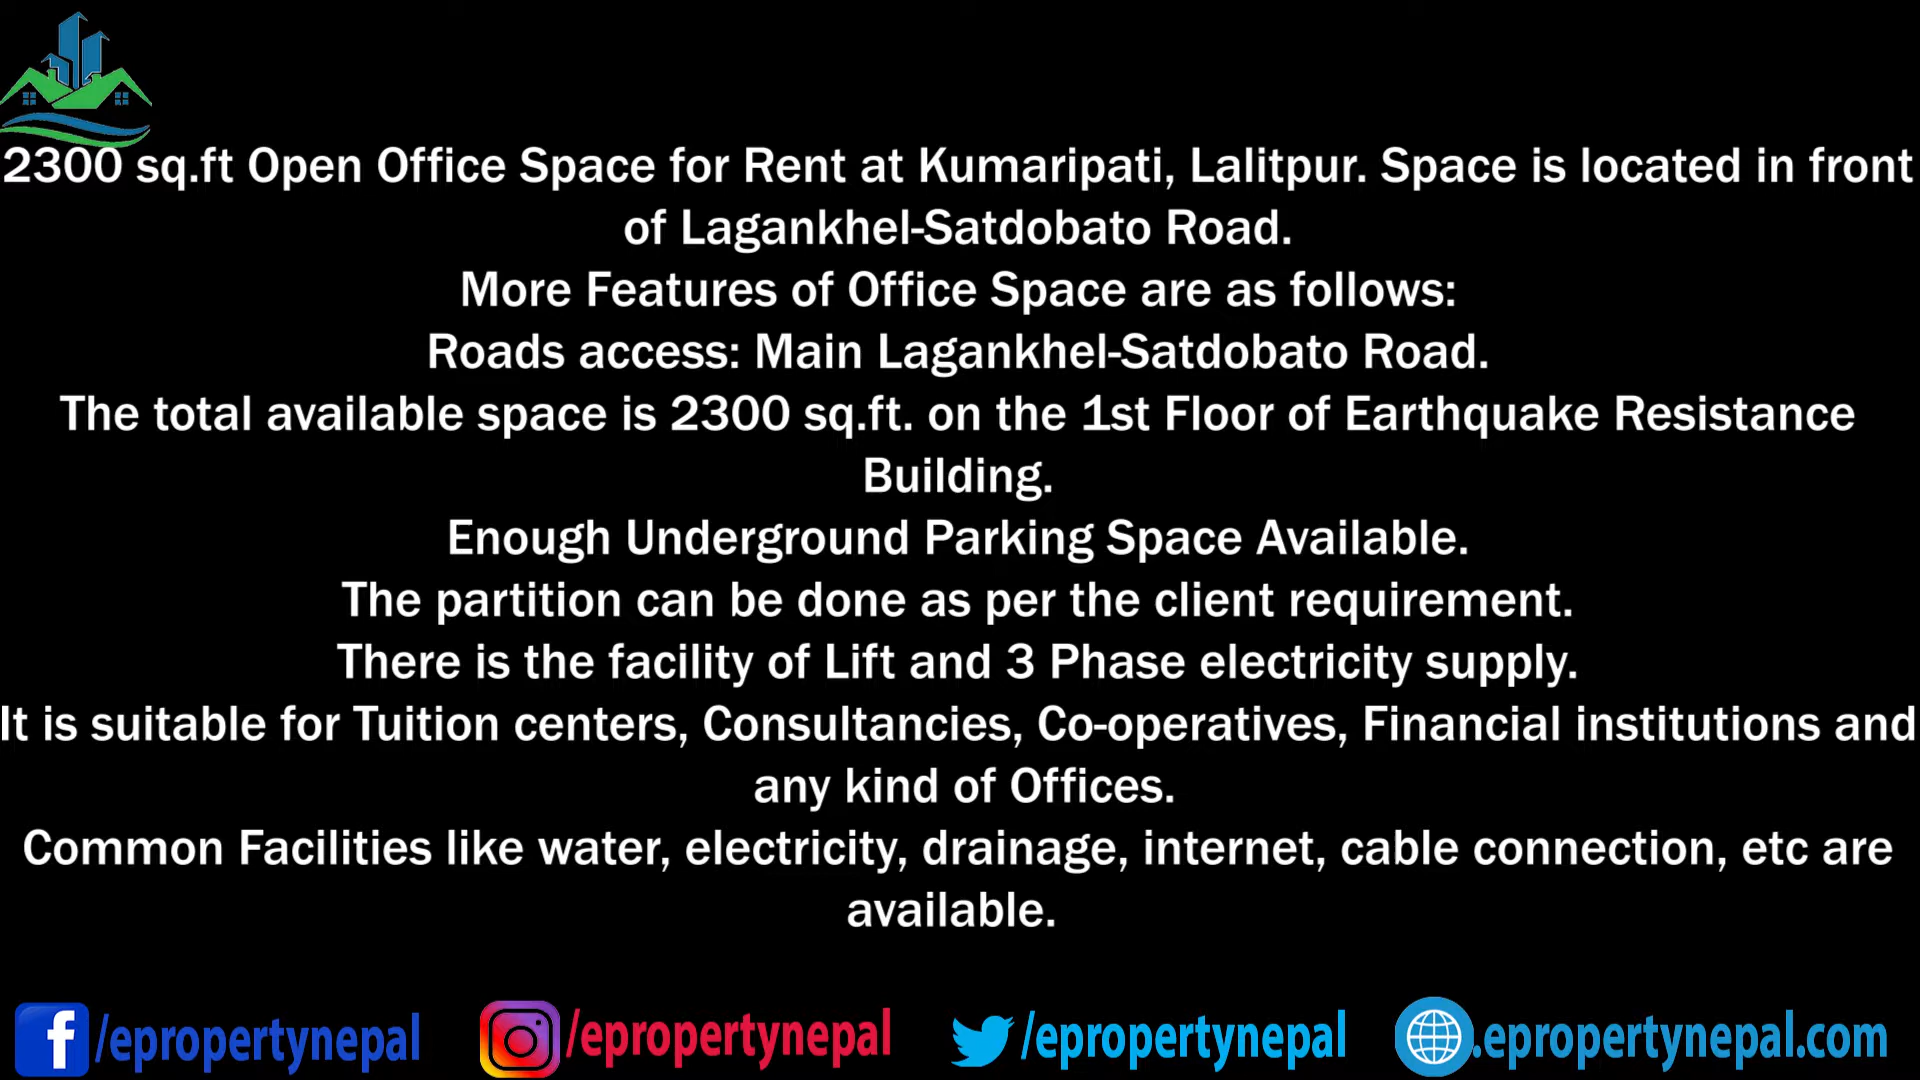 2300 sq.ft Open Office Space for Rent at Kumaripati, Lalitpur. Space is located in front
of Lagankhel-Satdobato Road.
More Features of Office Space are as follows:
Roads access: Main Lagankhel-Satdobato Road.
The total available space is 2300 sq.ft. on the 1st Floor of Earthquake Resistance
Building.
Enough Underground Parking Space Available.
The partition can be done as per the client requirement.
There is the facility of Lift and 3 Phase electricity supply.
It is suitable for Tuition centers, Consultancies, Co-operatives, Financial institutions and
any kind of Offices.
Common Facilities like water, electricity, drainage, internet, cable connection, etc are
available.
/epropertynepal /epropertynepal /epropertynepal .epropertynepal.com